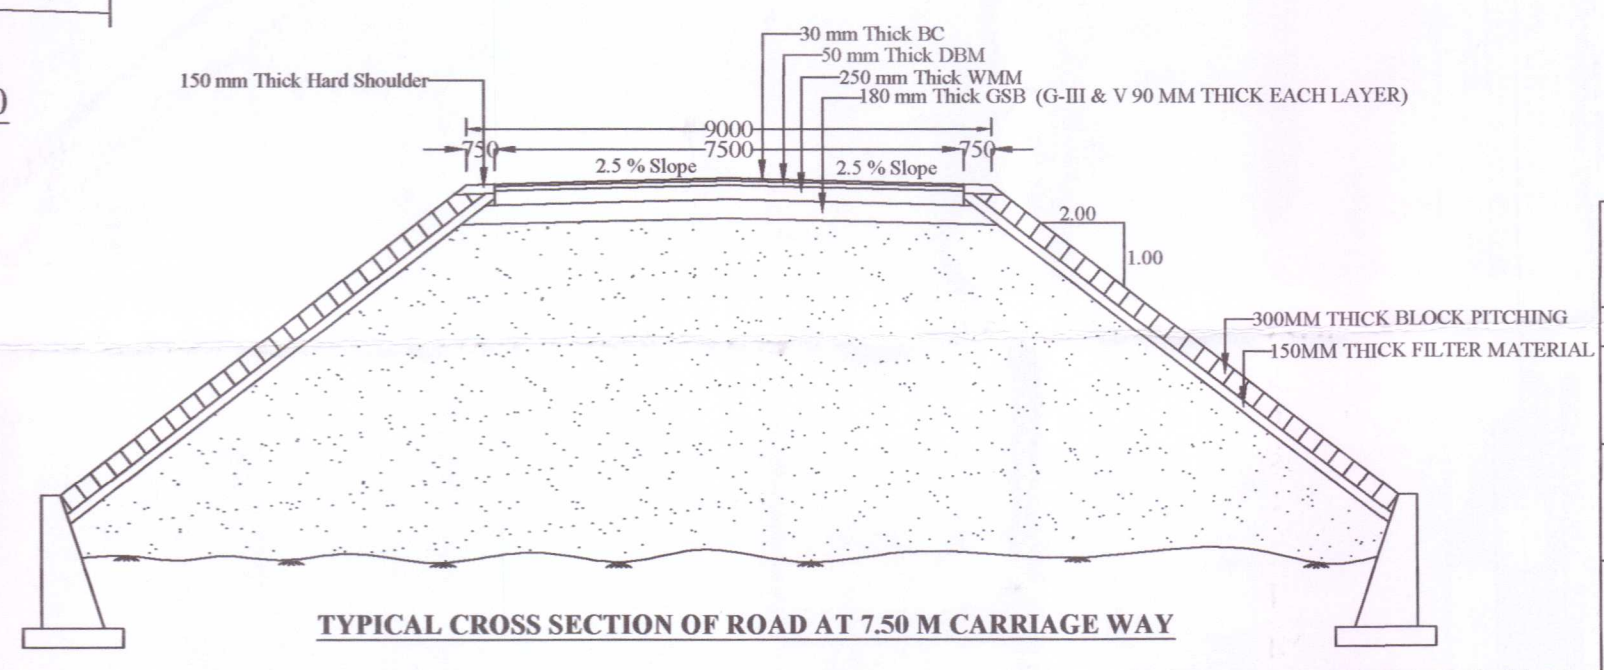 30 mm Thick BC
50 mm Thick DBM
150 mm Thick Hard Shoulder
250 mm Thick WMM
180 mm Thick GSB (G-III & V 90 MM THICK EACH LAYER)
9000
750 7500 750
2.5 % Slope 2.5 % Slope
2.00
1.00
300MM THICK BLOCK PITCHING
150MM THICK FILTER MATERIAL
TYPICAL CROSS SECTION OF ROAD AT 7.50 M CARRIAGE WAY